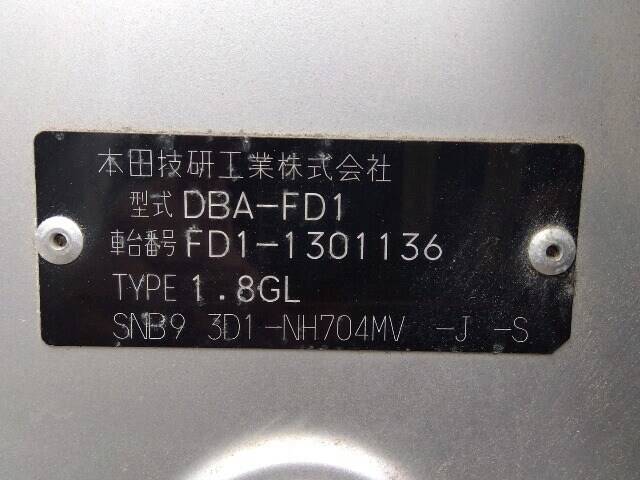 本田技研工業株式会社
型式 DBA-FD1
車台番号 FD1-1301136
TYPE 1.8GL
SNB9 3D1-NH704MV -J -S